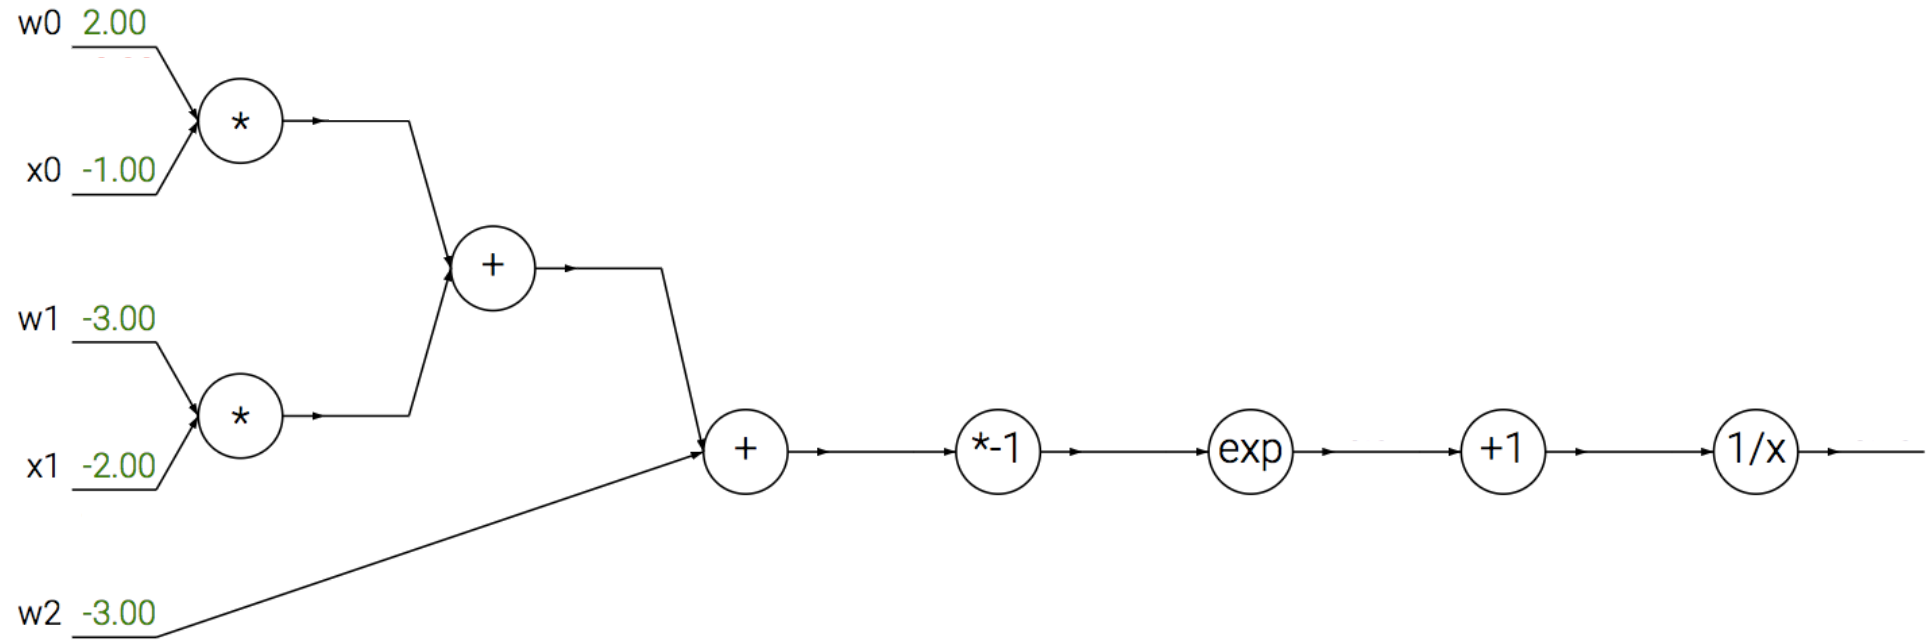 w0 2.00
*
x0 -1.00
+
w1 -3.00
*
x1 -2.00
+ *-1 exp +1 1/x
w2 -3.00